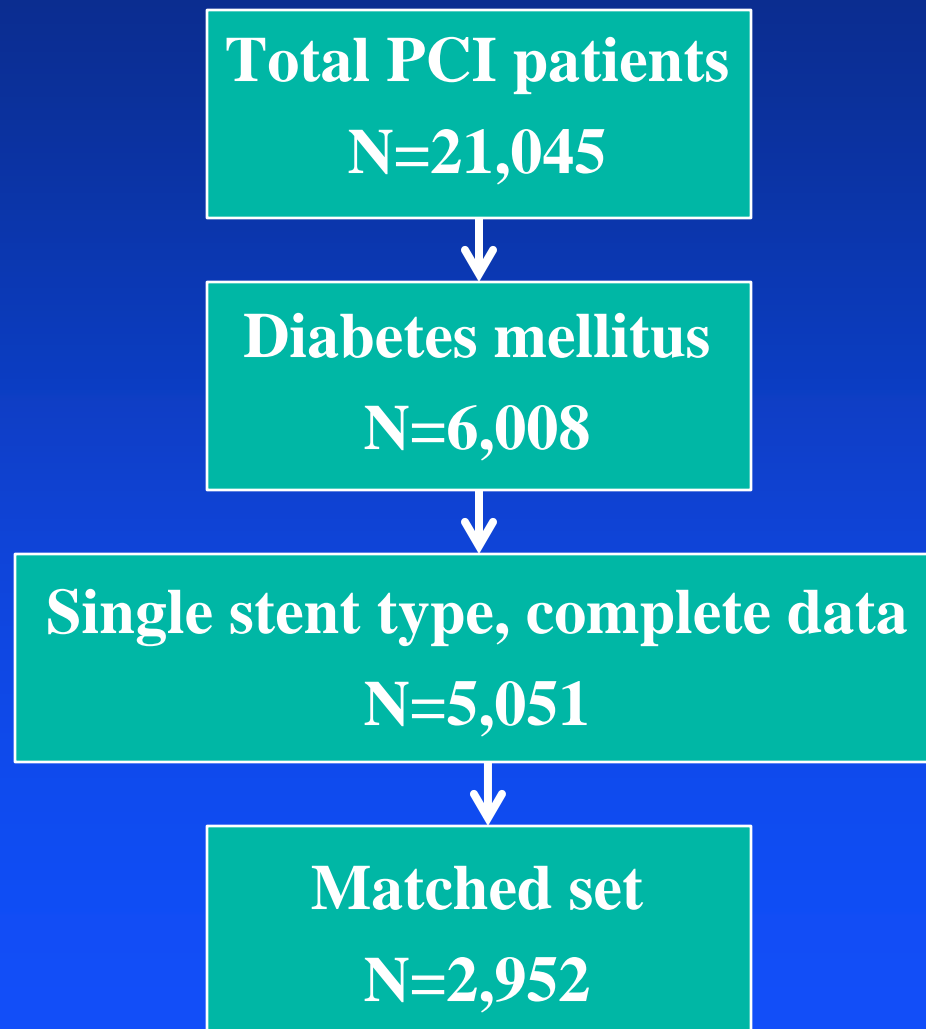 Total PCI patients
N=21,045
Diabetes mellitus
N=6,008
Single stent type, complete data
N=5,051
Matched set
N=2,952